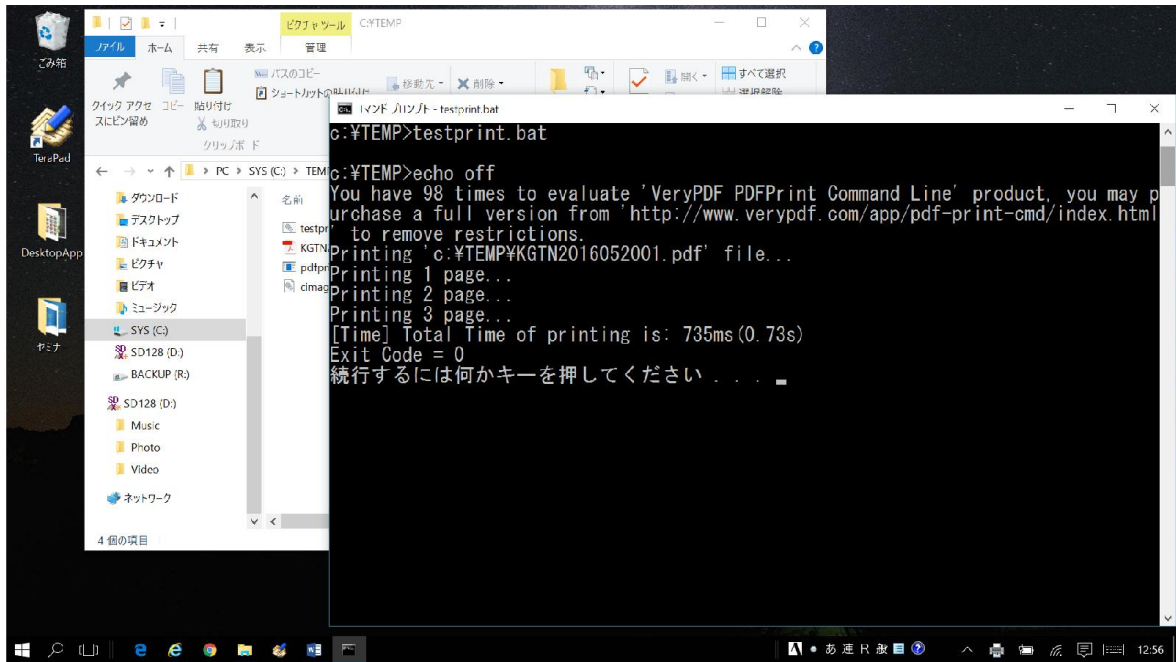 ピクチャ ツール
C:¥TEMP
ファイル
ホーム
共有
表示
管理
クイック アクセ
スにピン留め
コピー
貼り付け
パスのコピー
ショートカットの貼り付け
切り取り
移動先
削除
開く
すべて選択
選択解除
クリップボード
PC > SYS (C:) > TEM
ごみ箱
TeraPad
DesktopApp
セミナ
ダウンロード
デスクトップ
ドキュメント
ピクチャ
ビデオ
ミュージック
SYS (C:)
SD128 (D:)
BACKUP (R:)
SD128 (D:)
Music
Photo
Video
ネットワーク
4 個の項目
名前
testpr
KGTN
pdfpr
cimag
コマンド プロンプト - testprint.bat
c:¥TEMP>testprint.bat
c:¥TEMP>echo off
You have 98 times to evaluate 'VeryPDF PDFPrint Command Line' product, you may p
urchase a full version from 'http://www.verypdf.com/app/pdf-print-cmd/index.html
' to remove restrictions.
Printing 'c:¥TEMP¥KGTN2016052001.pdf' file...
Printing 1 page...
Printing 2 page...
Printing 3 page...
[Time] Total Time of printing is: 735ms(0.73s)
Exit Code = 0
続行するには何かキーを押してください . . .
あ 連 R 般
12:56